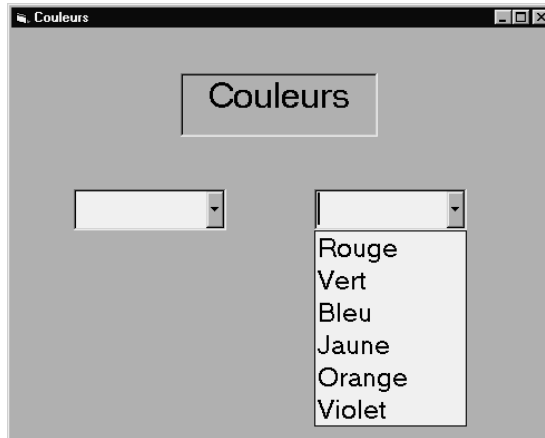 Couleurs
Couleurs
Rouge
Vert
Bleu
Jaune
Orange
Violet